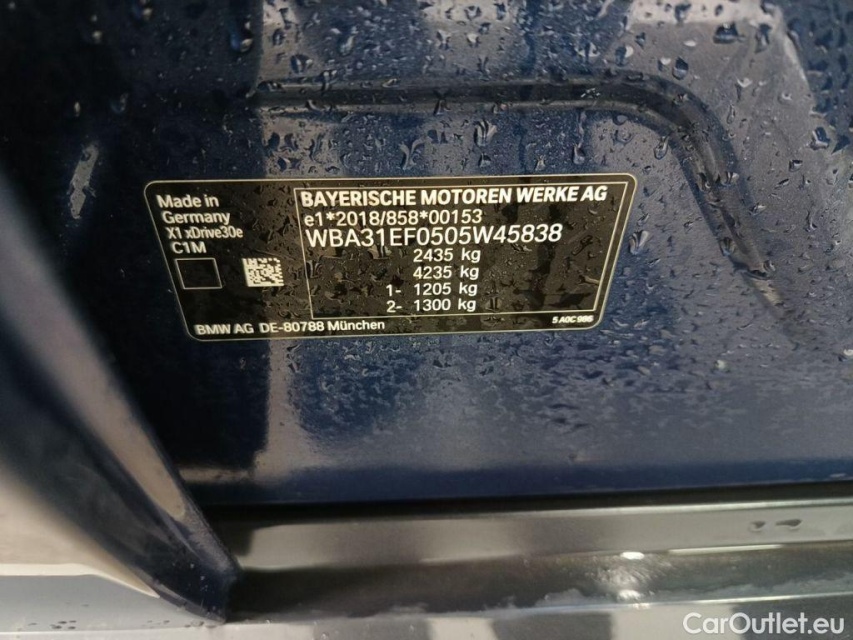 Made in
Germany
X1 xDrive30e
C1M
BAYERISCHE MOTOREN WERKE AG
e1*2018/858*00153
WBA31EF0505W45838
2435 kg
4235 kg
1- 1205 kg
2- 1300 kg
BMW AG DE-80788 München
5 A0C 986
CarOutlet.eu